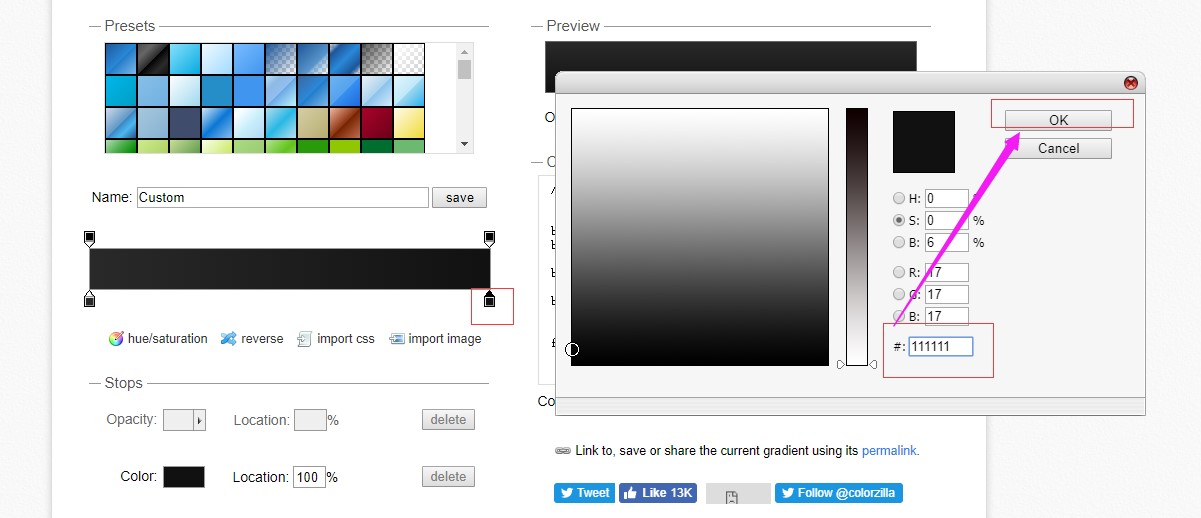 Presets
Name: Custom save
hue/saturation reverse import css import image
Stops
Opacity: Location: % delete
Color: Location: 100 % delete
Preview
OK
Cancel
H: 0
S: 0 %
B: 6 %
R: 17
G: 17
B: 17
#: 111111
Co
Link to, save or share the current gradient using its permalink.
Tweet Like 13K Follow @colorzilla